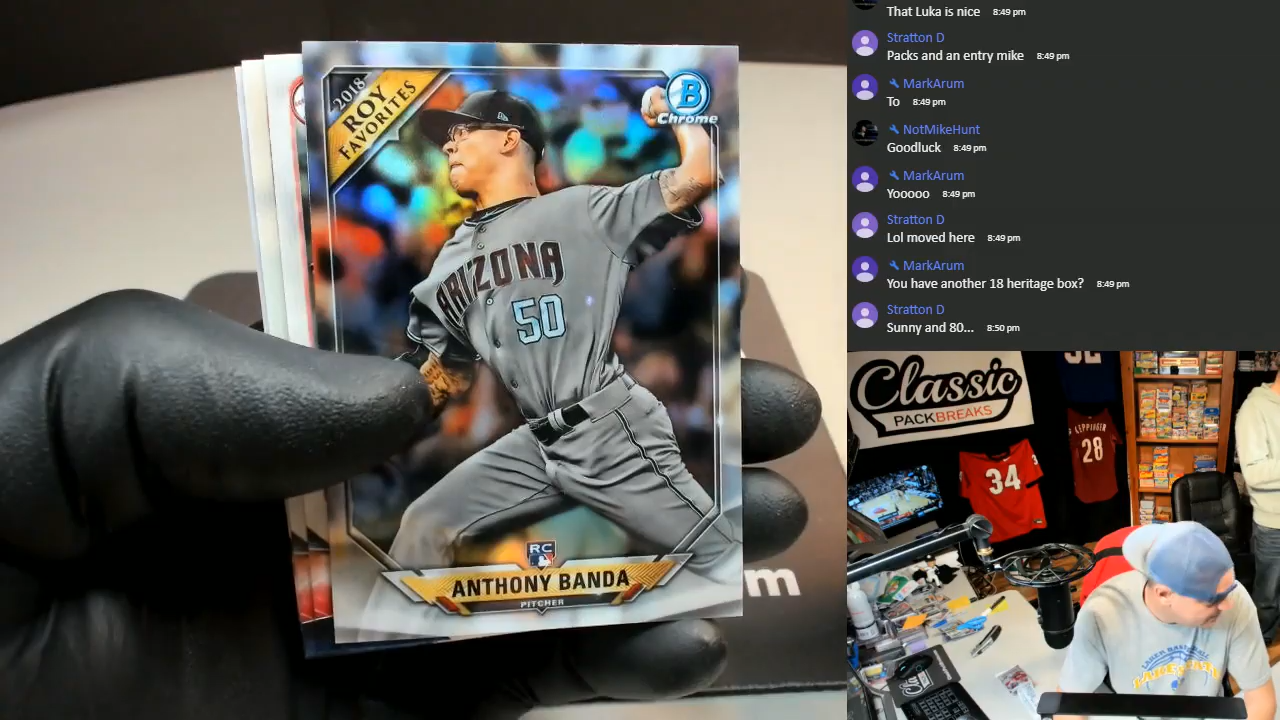 2018
ROY
FAVORITES
B
Chrome
ARIZONA
50
RC
ANTHONY BANDA
PITCHER
m
That Luka is nice 8:49 pm
Stratton D
Packs and an entry mike 8:49 pm
MarkArum
To 8:49 pm
NotMikeHunt
Goodluck 8:49 pm
MarkArum
Yooooo 8:49 pm
Stratton D
Lol moved here 8:49 pm
MarkArum
You have another 18 heritage box? 8:49 pm
Stratton D
Sunny and 80... 8:50 pm
Classic
PACKBREAKS
34
LEPPINGER
28